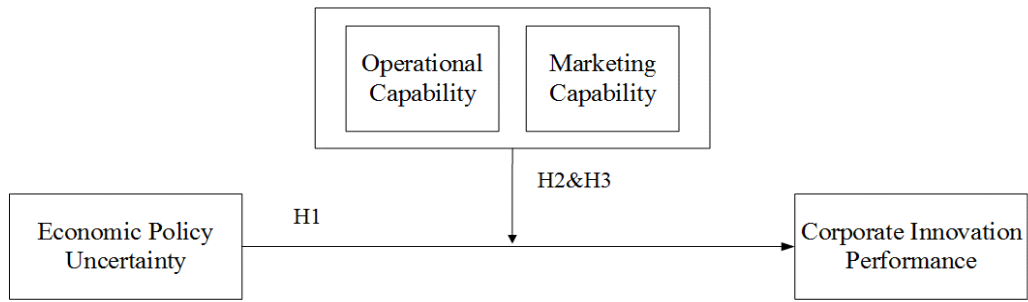 Operational
Capability
Marketing
Capability
H2&H3
H1
Economic Policy
Uncertainty
Corporate Innovation
Performance